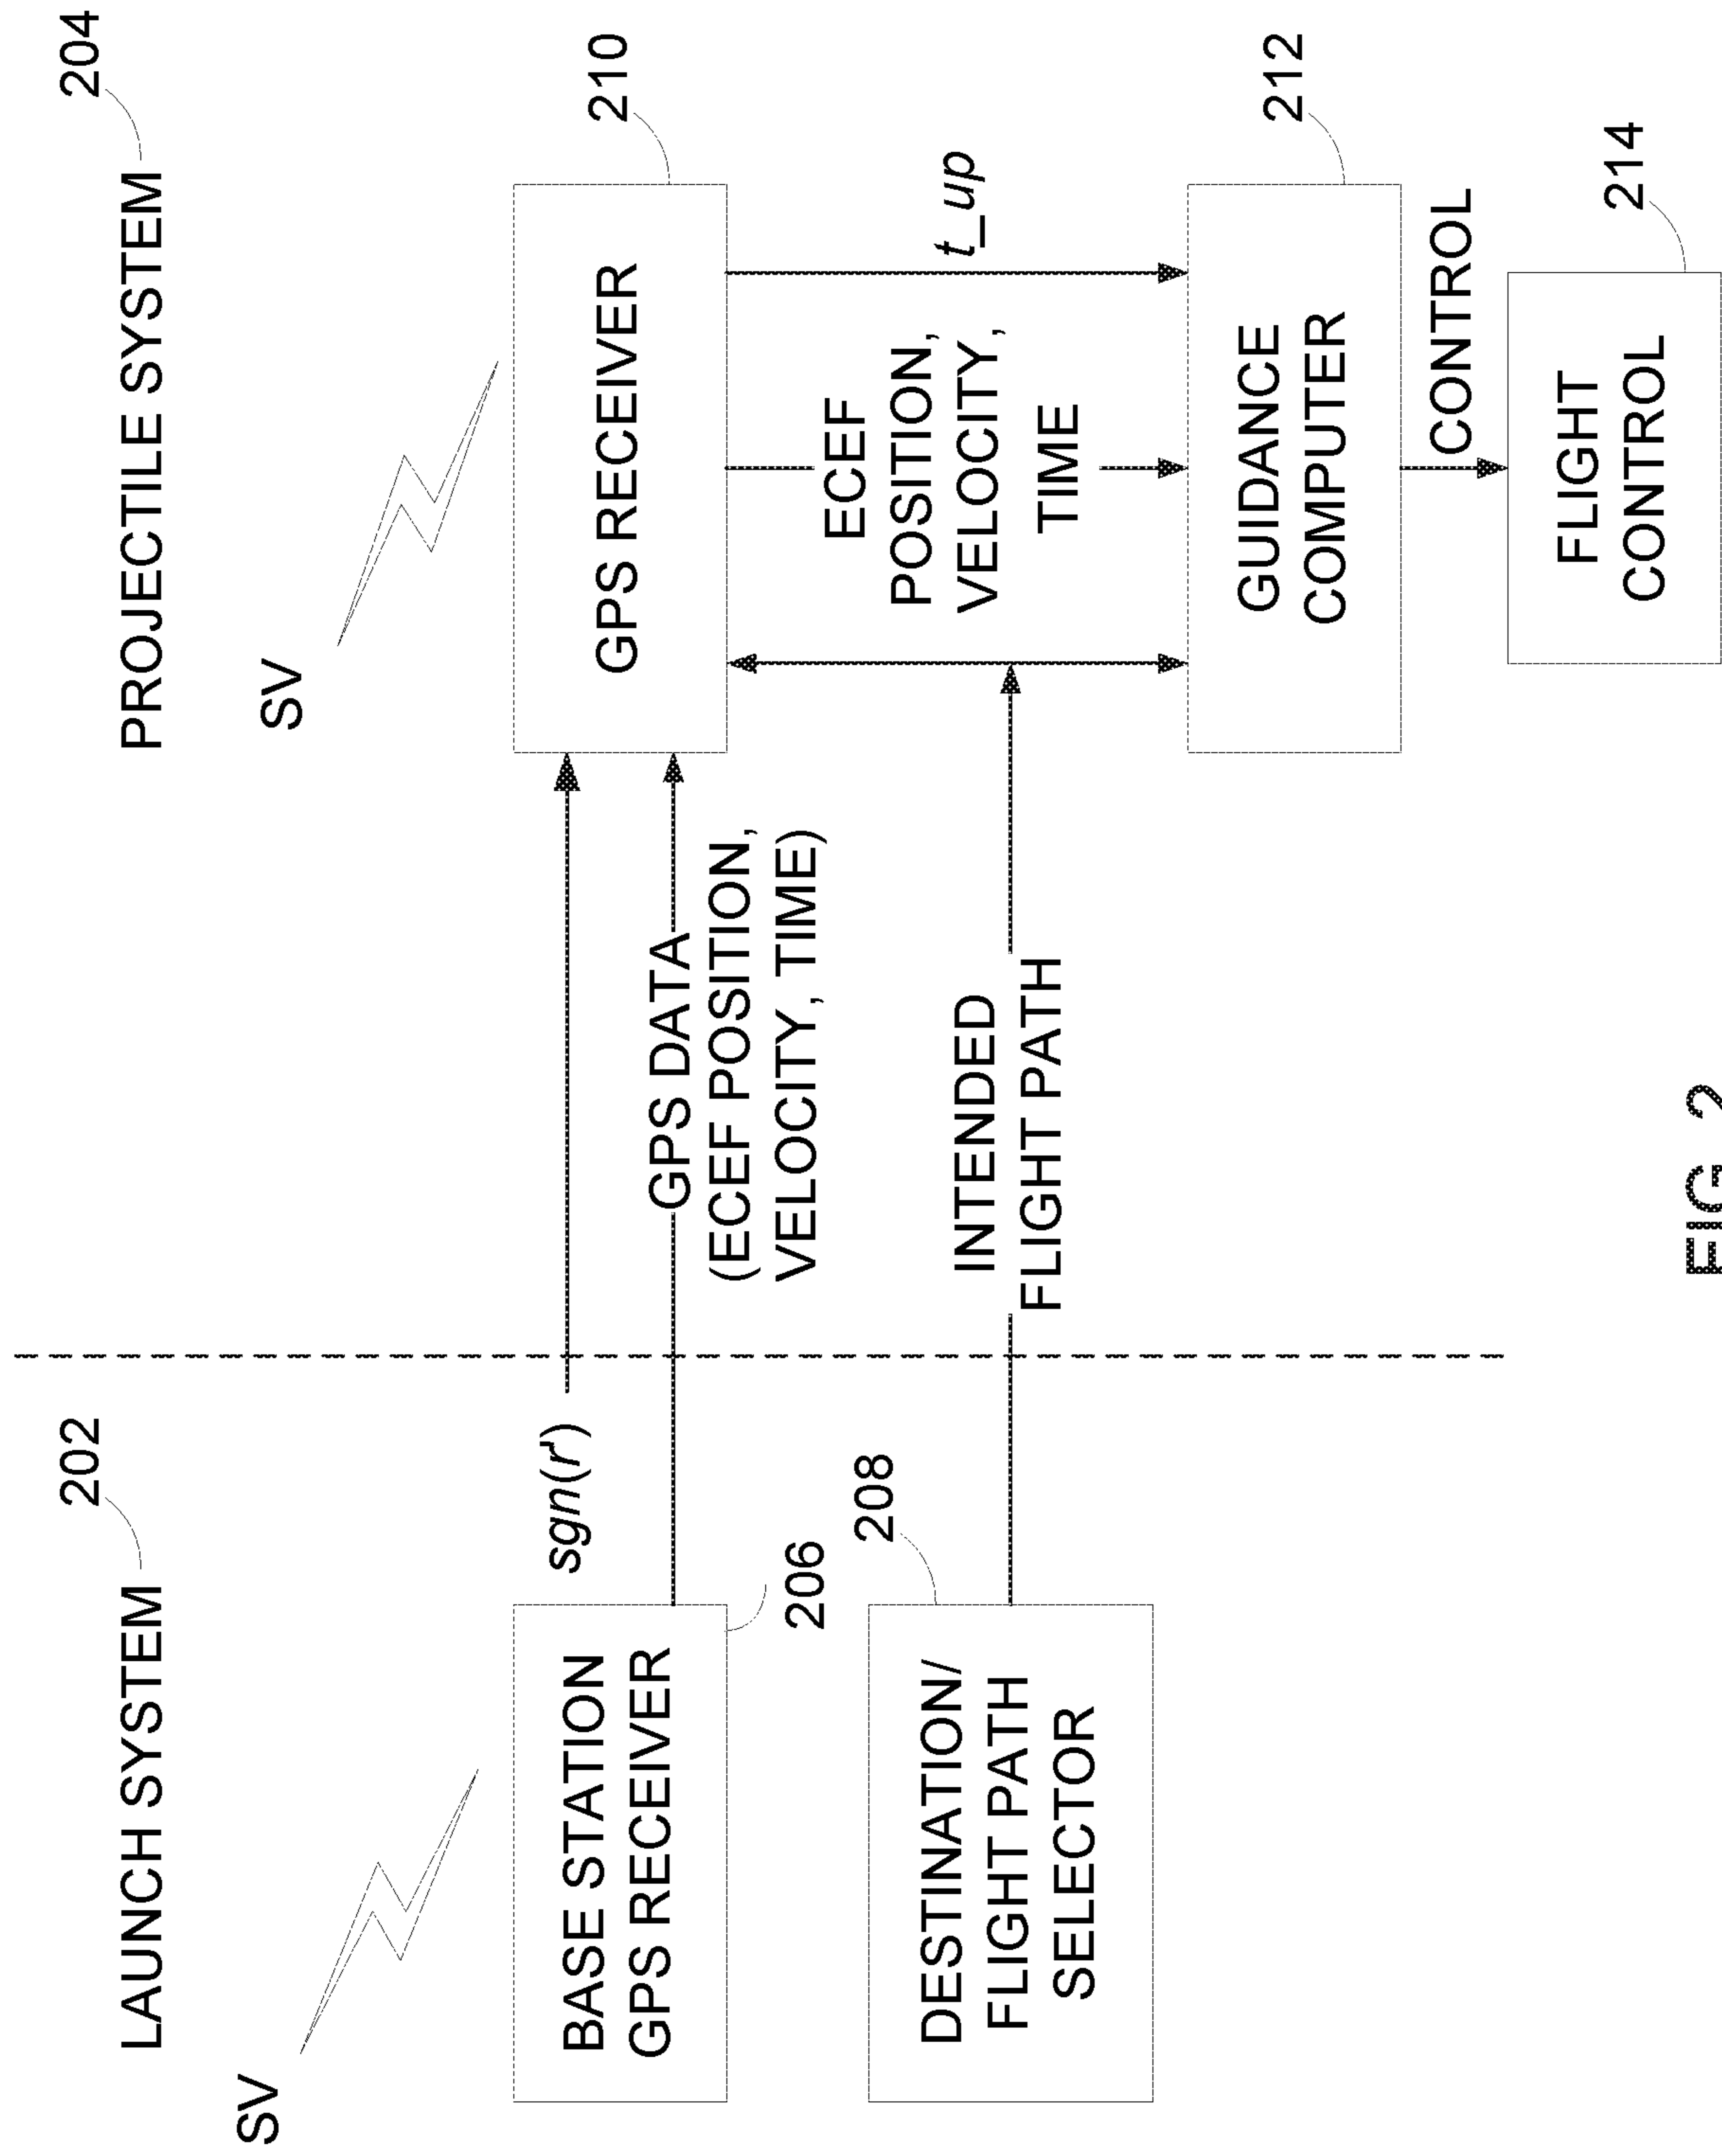 LAUNCH SYSTEM
202
PROJECTILE SYSTEM
204
SV
SV
BASE STATION
GPS RECEIVER
206
sgn(r')
GPS DATA
(ECEF POSITION,
VELOCITY, TIME)
GPS RECEIVER
210
DESTINATION/
FLIGHT PATH
SELECTOR
208
INTENDED
FLIGHT PATH
ECEF
POSITION,
VELOCITY,
TIME
t_up
GUIDANCE
COMPUTER
212
CONTROL
FLIGHT
CONTROL
214
FIG. 2